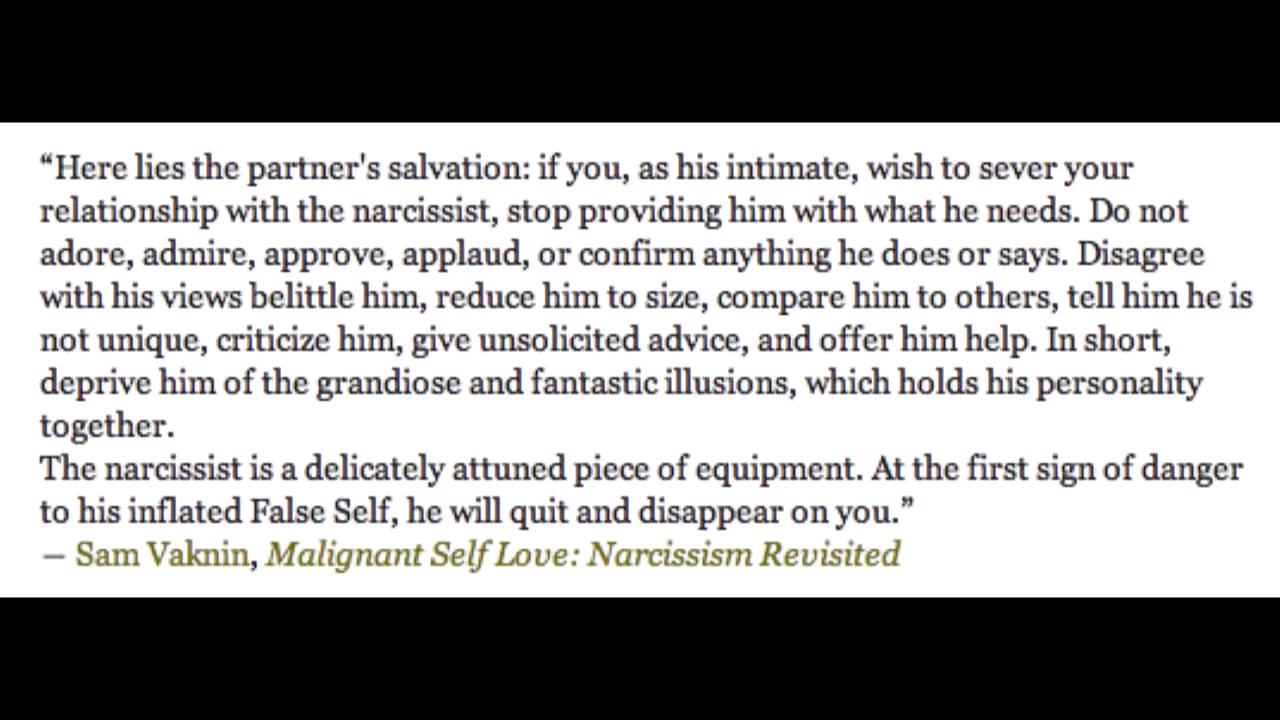 “Here lies the partner's salvation: if you, as his intimate, wish to sever your
relationship with the narcissist, stop providing him with what he needs. Do not
adore, admire, approve, applaud, or confirm anything he does or says. Disagree
with his views belittle him, reduce him to size, compare him to others, tell him he is
not unique, criticize him, give unsolicited advice, and offer him help. In short,
deprive him of the grandiose and fantastic illusions, which holds his personality
together.
The narcissist is a delicately attuned piece of equipment. At the first sign of danger
to his inflated False Self, he will quit and disappear on you.”
— Sam Vaknin, Malignant Self Love: Narcissism Revisited